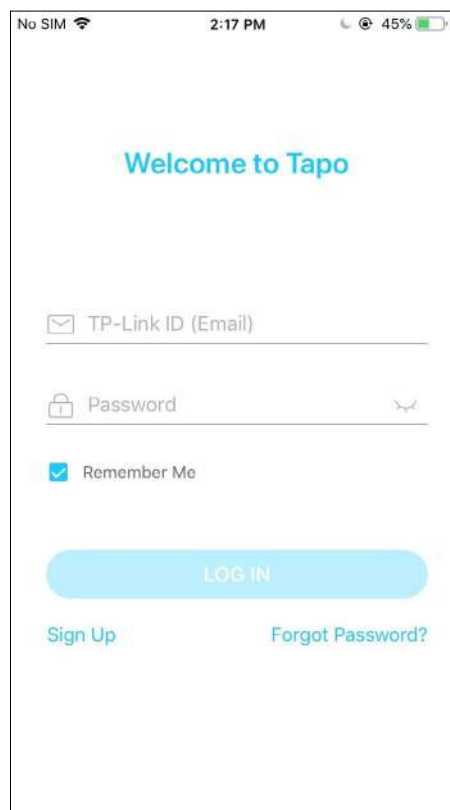 No SIM 2:17 PM 45%
Welcome to Tapo
TP-Link ID (Email)
Password
Remember Me
LOG IN
Sign Up Forgot Password?